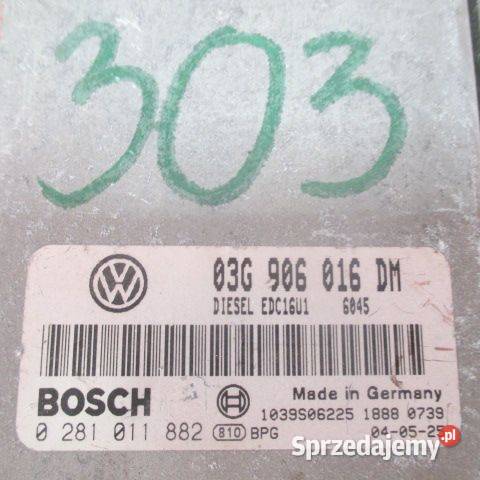 303
03G 906 016 DM
DIESEL EDC16U1 6045
BOSCH
Made in Germany
1039S06225 1888 0739
0 281 011 882 810 BPG
04-05-25
Sprzedajemy.pl